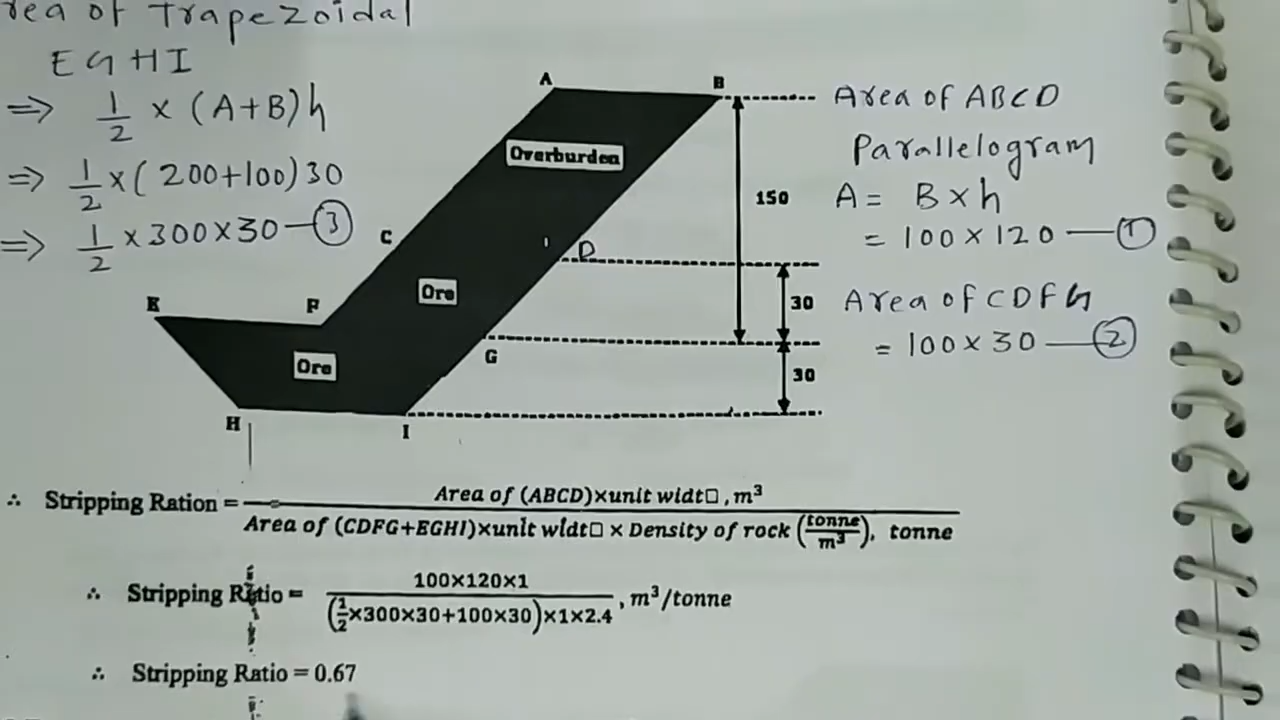 rea of Trapezoidal
EGHI
⇒ 1/2 × (A+B)h
⇒ 1/2 × (200+100)30
⇒ 1/2 × 300×30 — ③
A
B
Overburden
150
C
D
Ore
30
E
F
Ore
G
30
H
I
Area of ABCD
Parallelogram
A = B×h
= 100×120 — ①
Area of CDFG
= 100×30 — ②
∴ Stripping Ration = Area of (ABCD)×unit widt□, m³ / Area of (CDFG+EGHI)×unit widt□ × Density of rock (tonne/m³), tonne
∴ Stripping Ratio = 100×120×1 / (1/2×300×30+100×30)×1×2.4, m³/tonne
∴ Stripping Ratio = 0.67